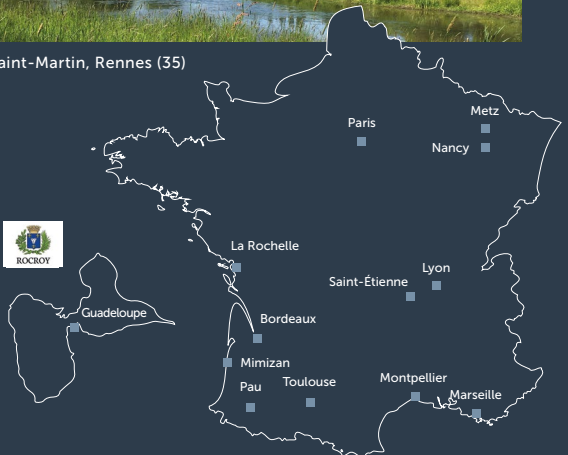 aint-Martin, Rennes (35)
Metz
Paris
Nancy
ROCROY
La Rochelle
Lyon
Saint-Étienne
Guadeloupe
Bordeaux
Mimizan
Pau
Toulouse
Montpellier
Marseille